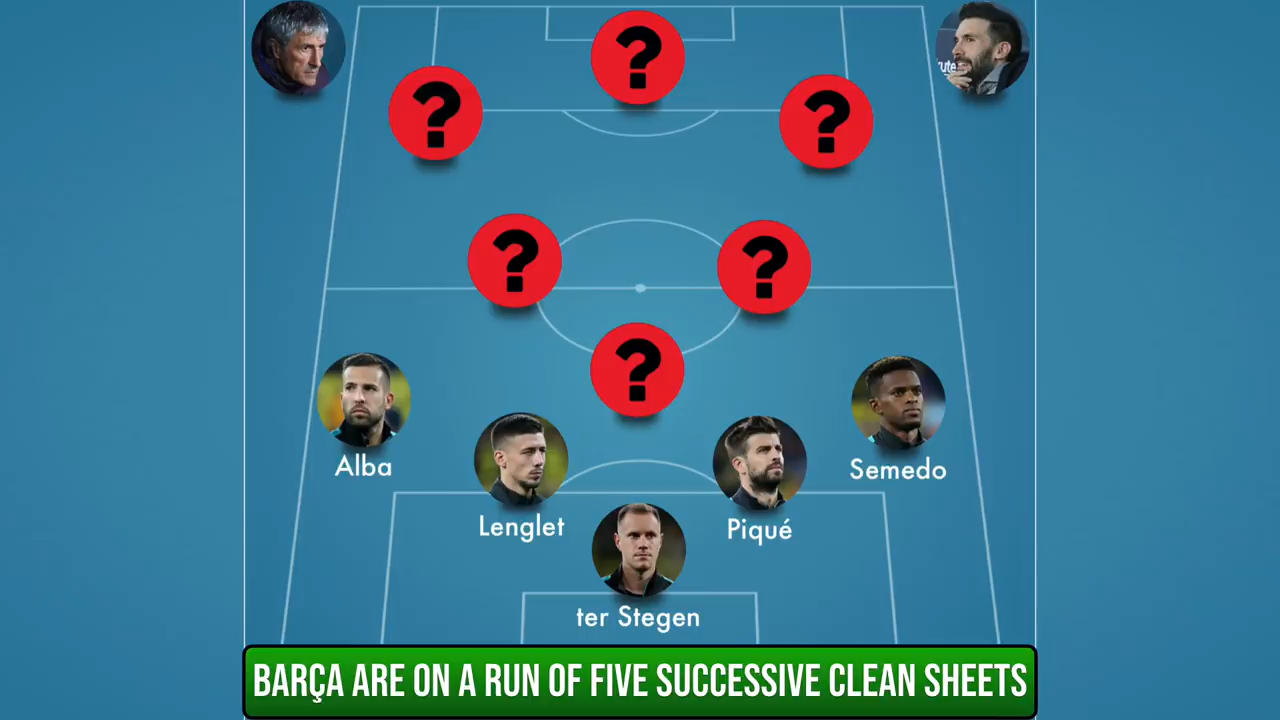 ?
?
?
?
?
?
Alba
Semedo
Lenglet
Piqué
ter Stegen
BARÇA ARE ON A RUN OF FIVE SUCCESSIVE CLEAN SHEETS